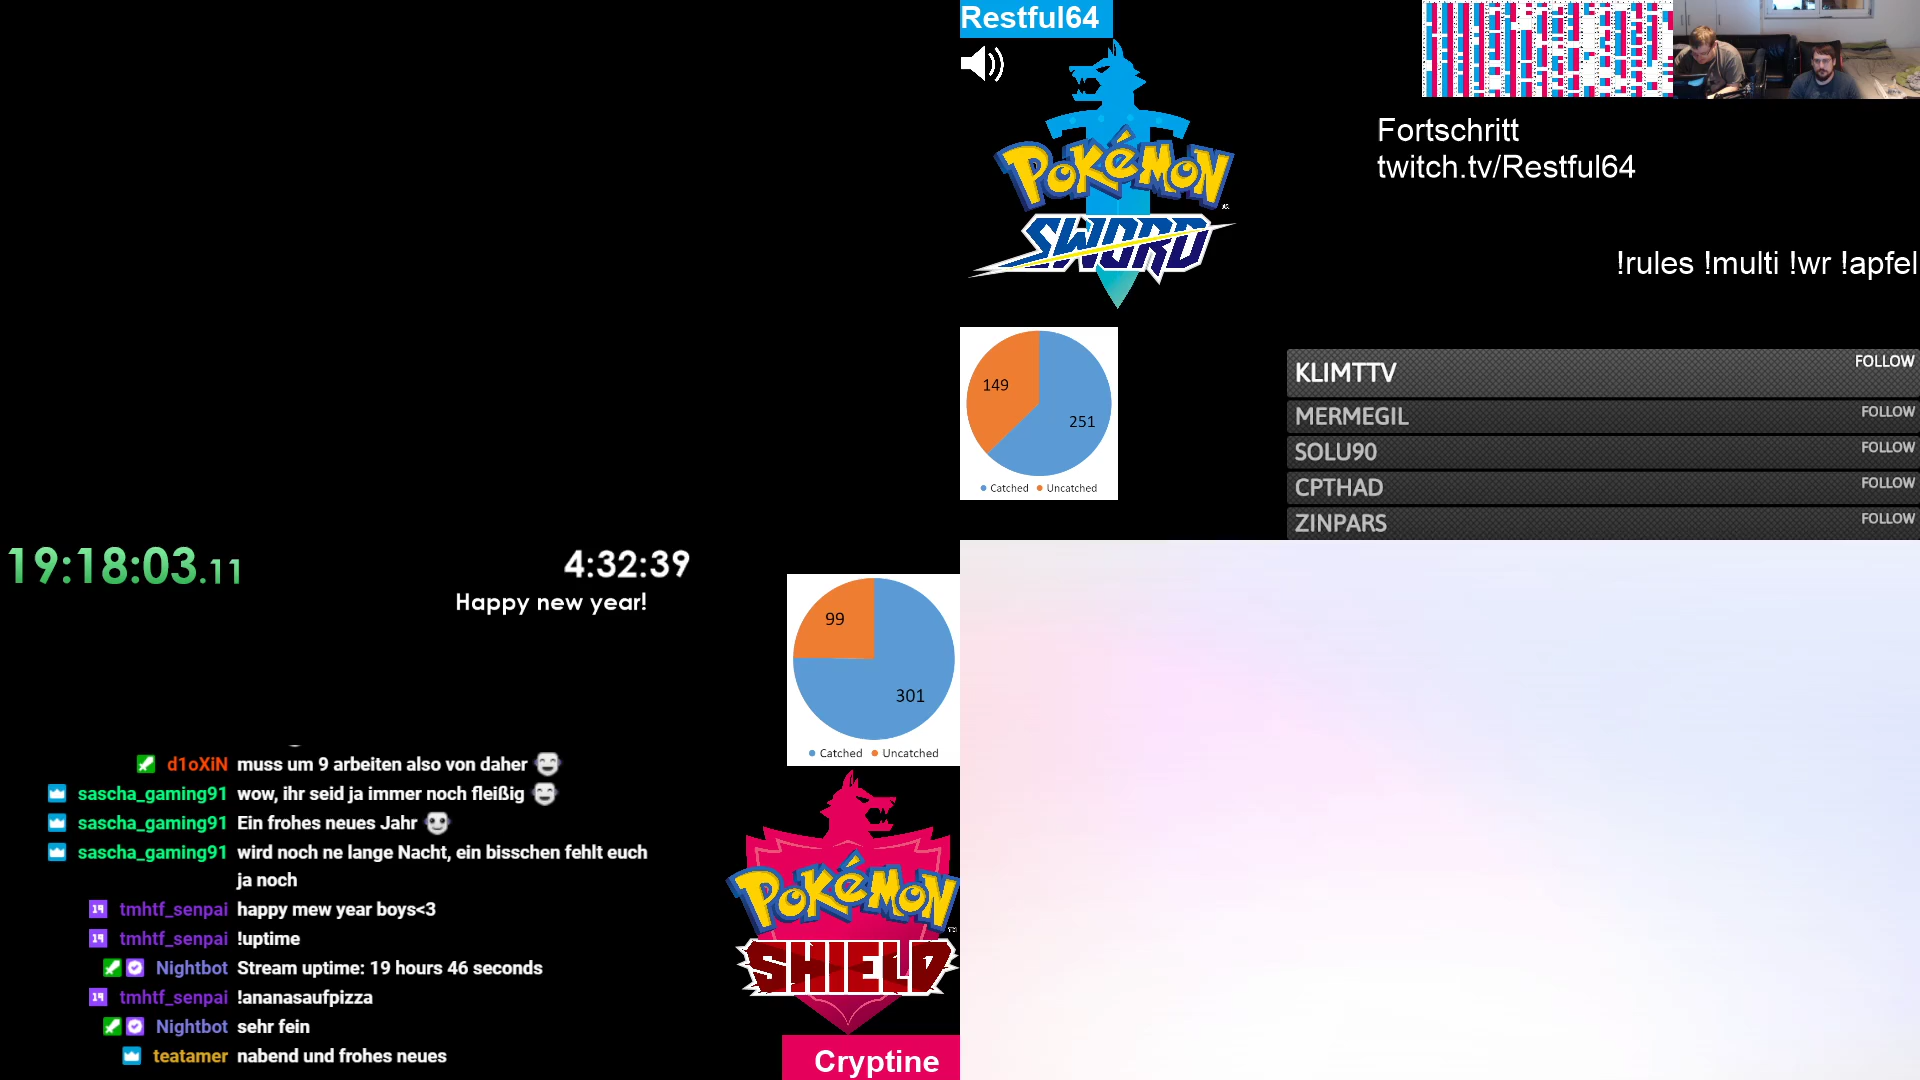 Restful64
POKéMON
SWORD
Fortschritt
twitch.tv/Restful64
!rules !multi !wr !apfel
149
251
Catched Uncatched
KLIMTTV FOLLOW
MERMEGIL FOLLOW
SOLU90 FOLLOW
CPTHAD FOLLOW
ZINPARS FOLLOW
19:18:03.11
4:32:39
Happy new year!
99
301
Catched Uncatched
d1oXiN muss um 9 arbeiten also von daher
sascha_gaming91 wow, ihr seid ja immer noch fleißig
sascha_gaming91 Ein frohes neues Jahr
sascha_gaming91 wird noch ne lange Nacht, ein bisschen fehlt euch
ja noch
19 tmhtf_senpai happy mew year boys<3
19 tmhtf_senpai !uptime
Nightbot Stream uptime: 19 hours 46 seconds
19 tmhtf_senpai !ananasaufpizza
Nightbot sehr fein
teatamer nabend und frohes neues
POKéMON
SHIELD
Cryptine